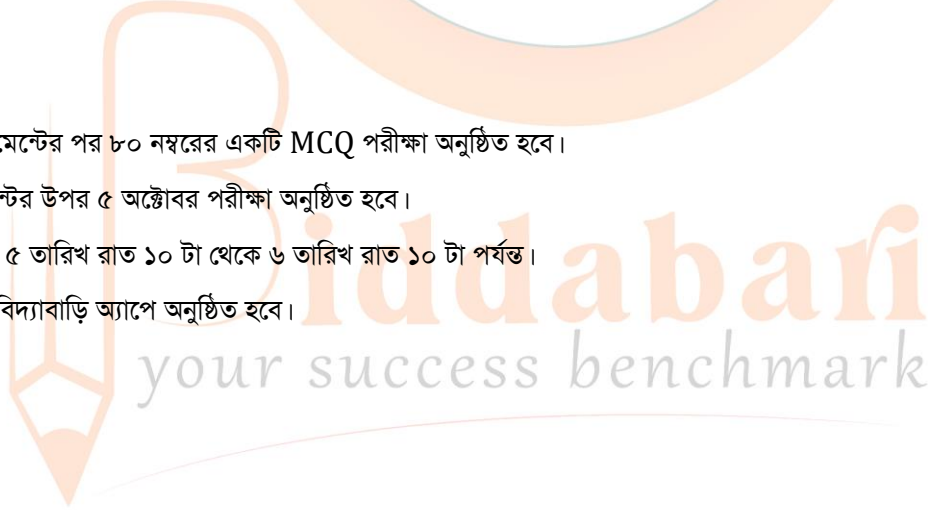 মেন্টের পর ৮০ নম্বরের একটি MCQ পরীক্ষা অনুষ্ঠিত হবে।
ন্টের উপর ৫ অক্টোবর পরীক্ষা অনুষ্ঠিত হবে।
৫ তারিখ রাত ১০ টা থেকে ৬ তারিখ রাত ১০ টা পর্যন্ত।
বিদ্যাবাড়ি অ্যাপে অনুষ্ঠিত হবে।
Biddabari
your success benchmark